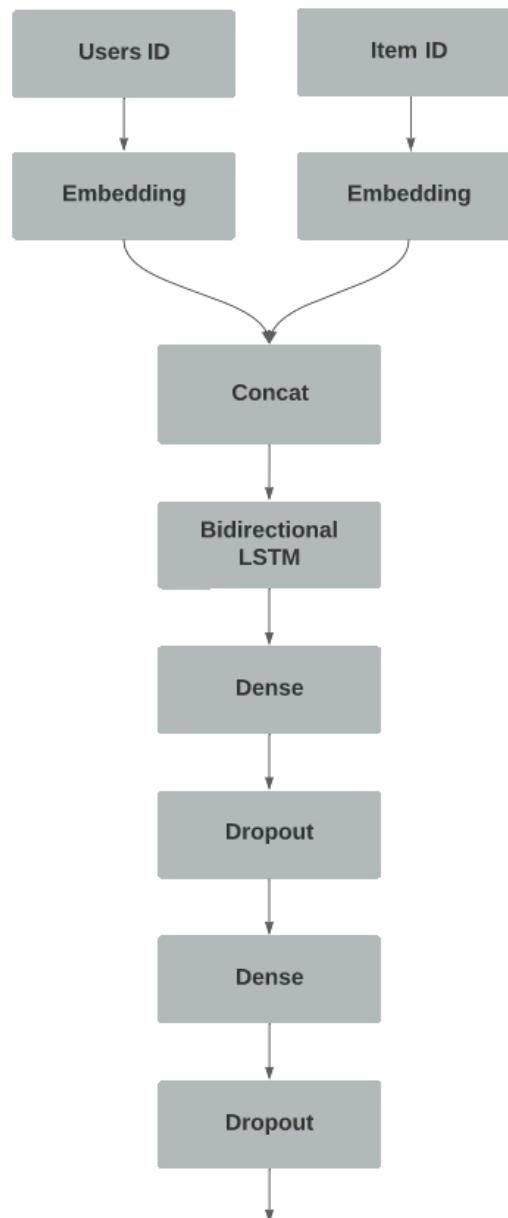 Users ID
Item ID
Embedding
Embedding
Concat
Bidirectional
LSTM
Dense
Dropout
Dense
Dropout